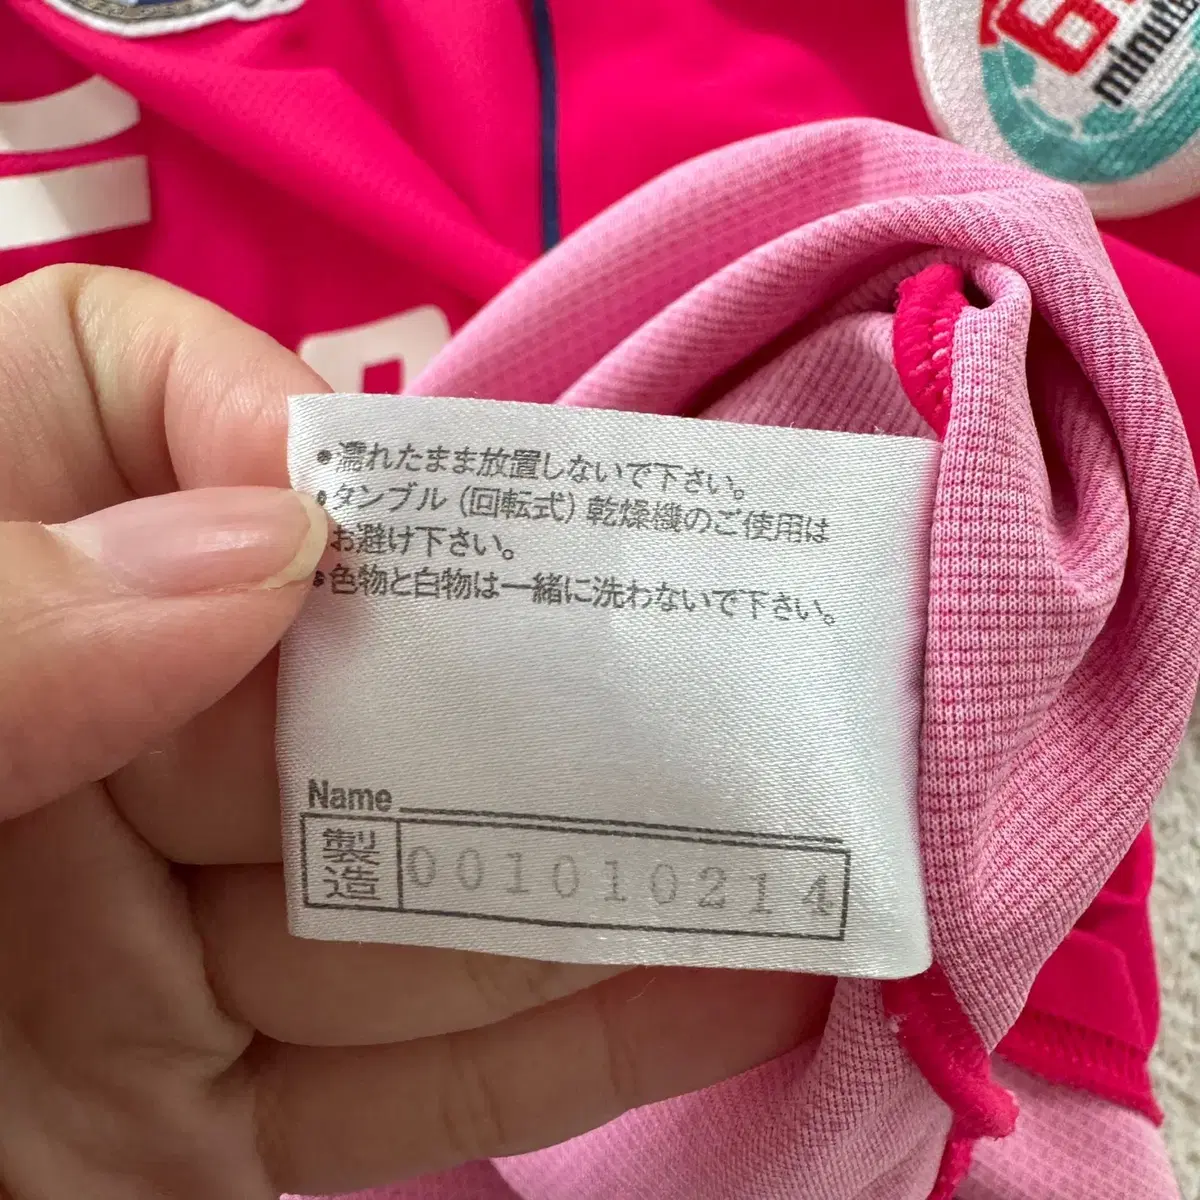 ●濡れたまま放置しないで下さい。
●タンブル(回転式)乾燥機のご使用は
お避け下さい。
●色物と白物は一緒に洗わないで下さい。
Name
製造 001010214
minute